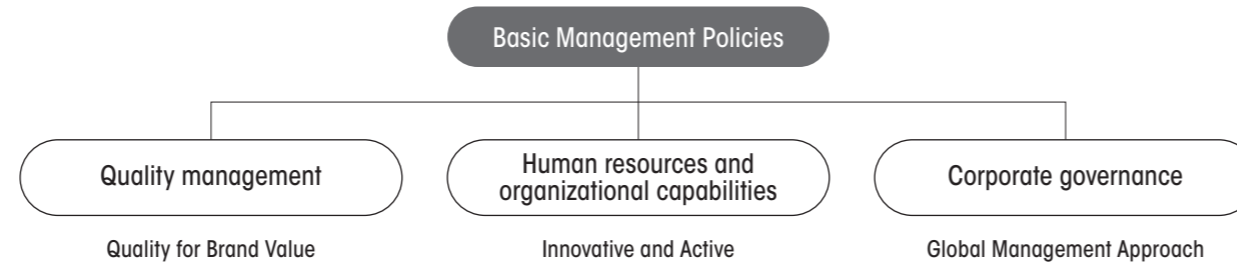 Basic Management Policies
Quality management
Human resources and
organizational capabilities
Corporate governance
Quality for Brand Value
Innovative and Active
Global Management Approach